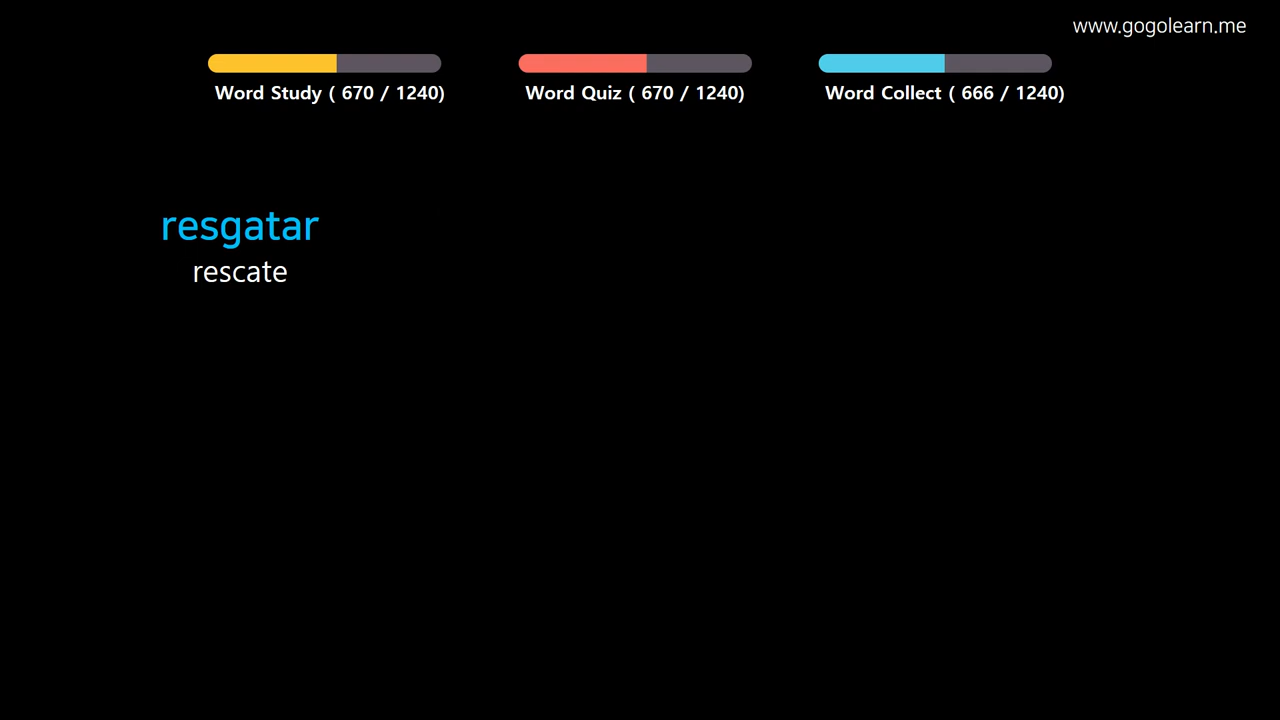 www.gogolearn.me
Word Study ( 670 / 1240)
Word Quiz ( 670 / 1240)
Word Collect ( 666 / 1240)
resgatar
rescate